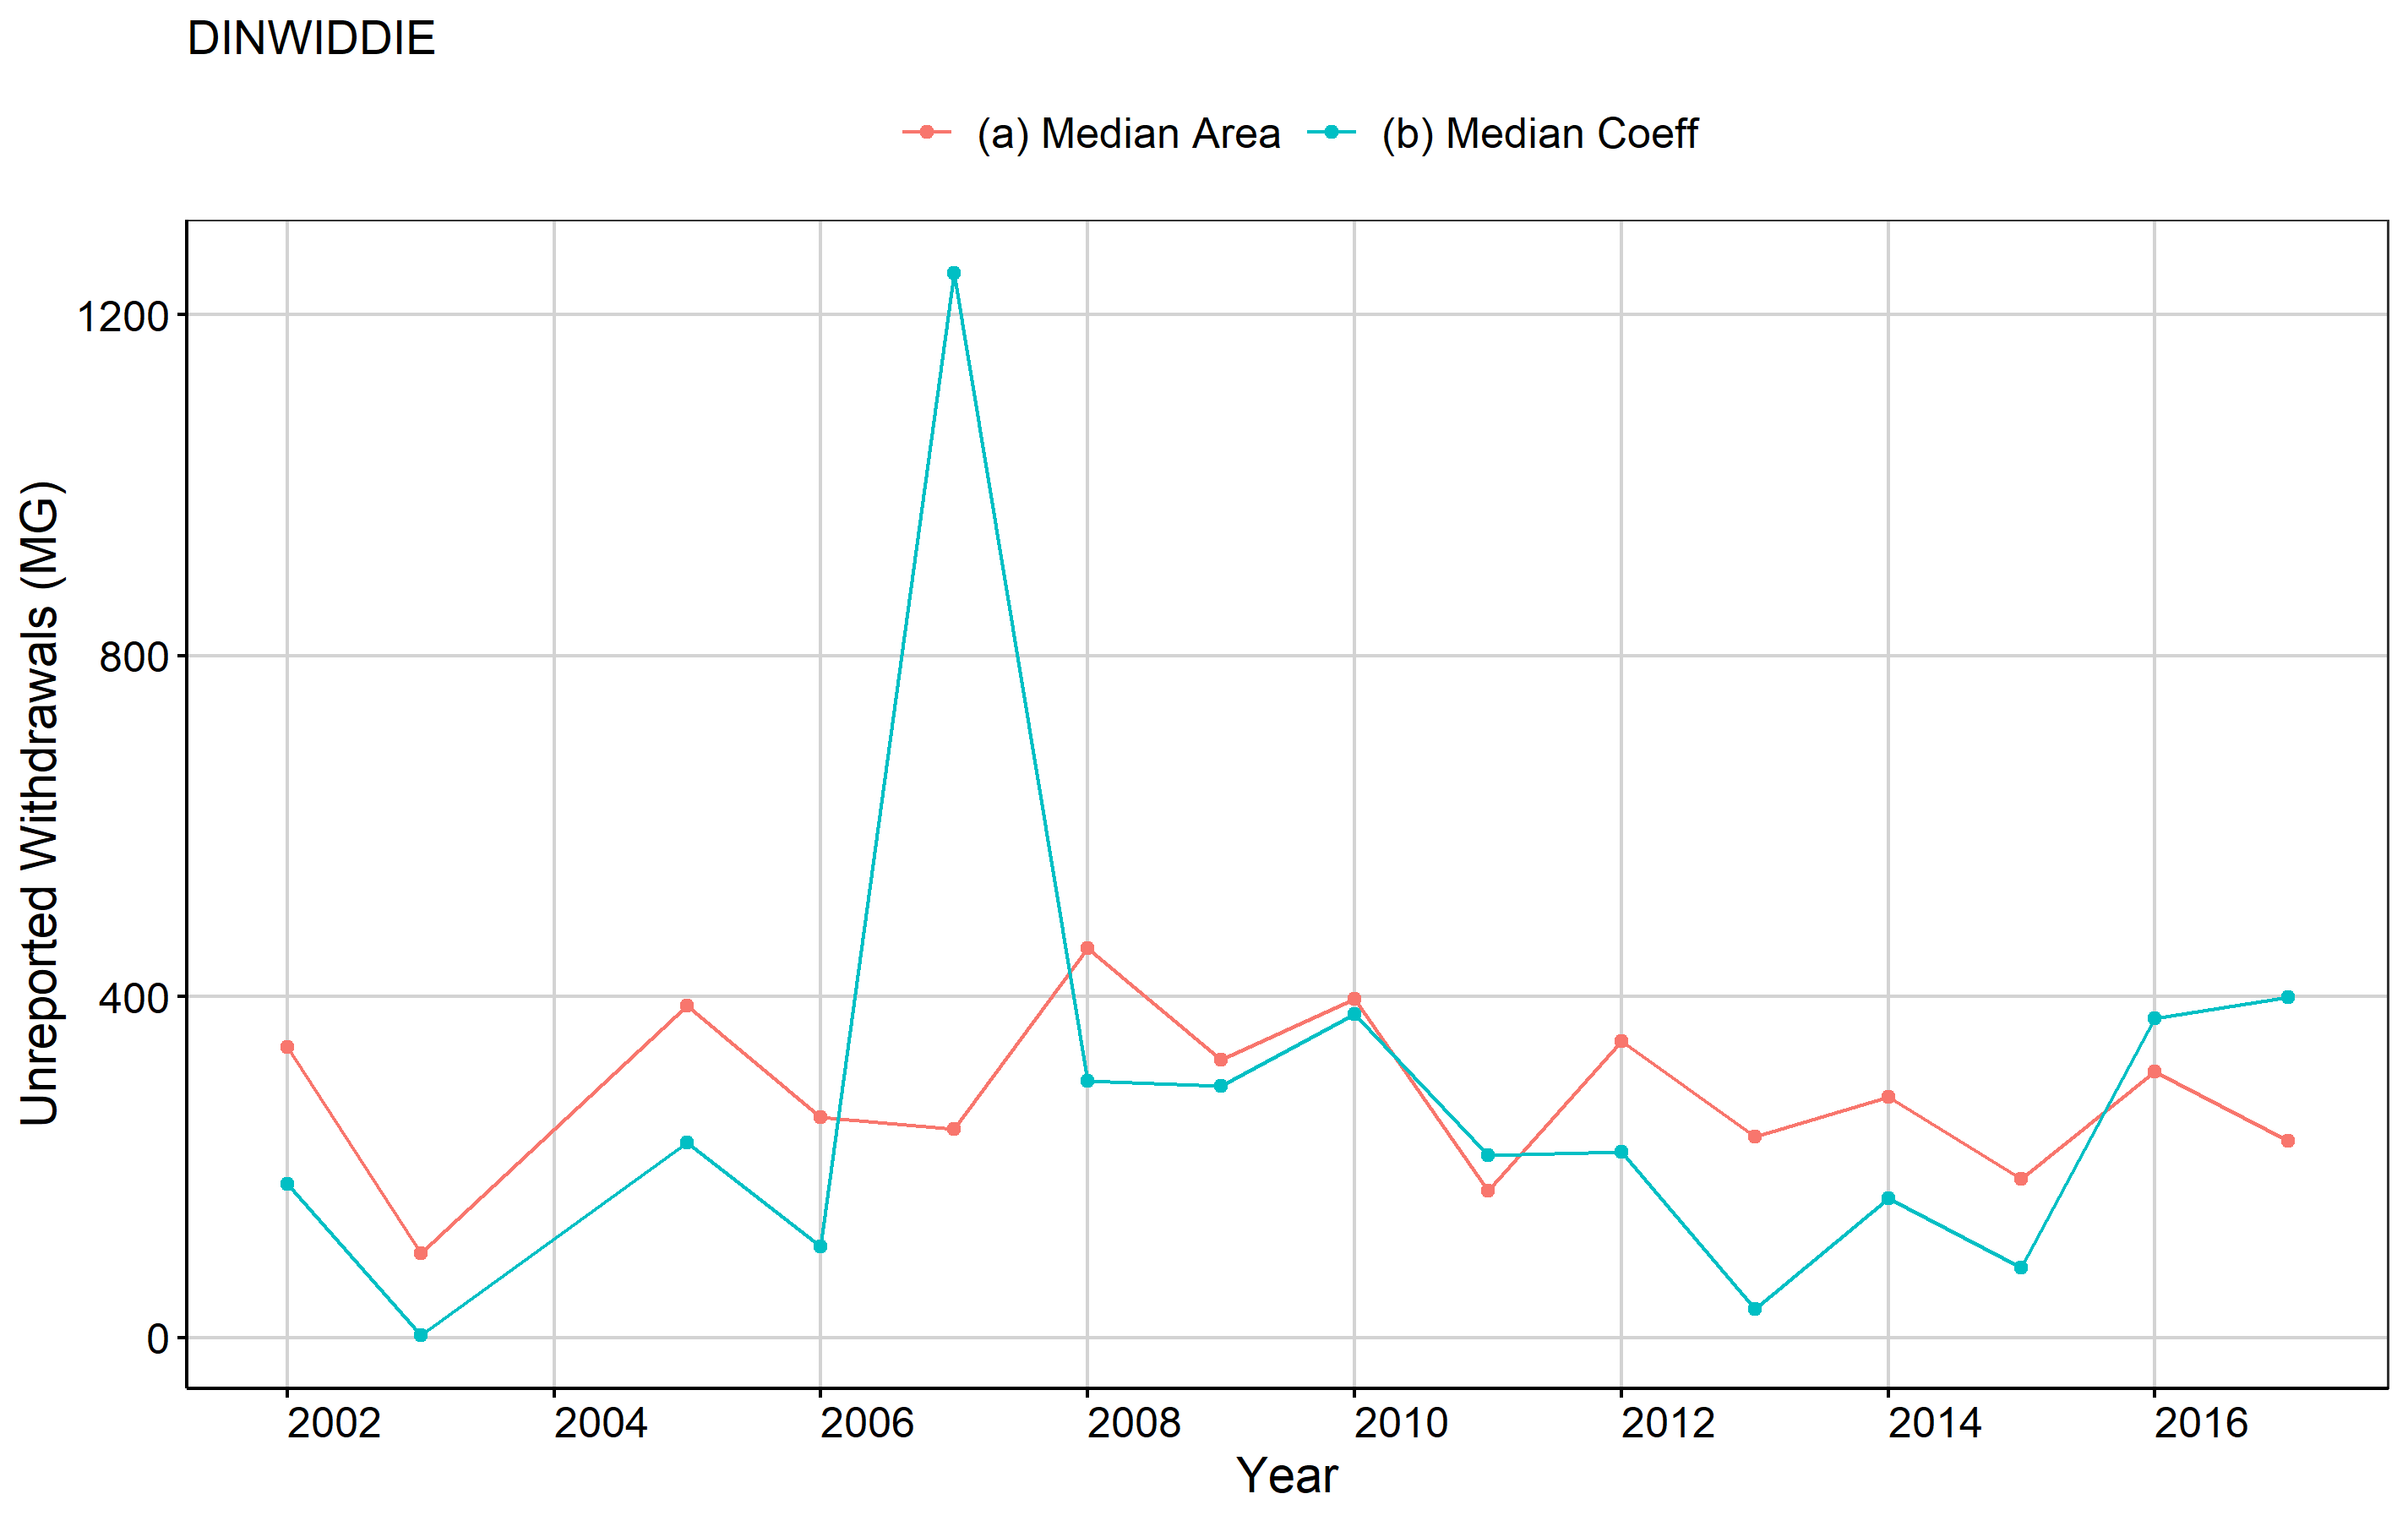 DINWIDDIE
(a) Median Area (b) Median Coeff
Unreported Withdrawals (MG)
1200
800
400
0
2002 2004 2006 2008 2010 2012 2014 2016
Year